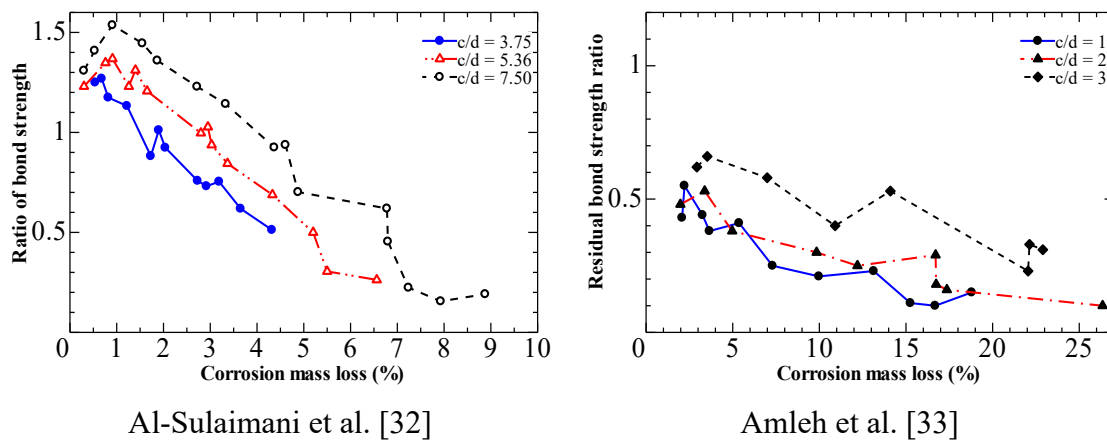 1.5
1
0.5
0 1 2 3 4 5 6 7 8 9 10
Ratio of bond strength
Corrosion mass loss (%)
c/d = 3.75
c/d = 5.36
c/d = 7.50
Al-Sulaimani et al. [32]
1
0.5
0 5 10 15 20 25
Residual bond strength ratio
Corrosion mass loss (%)
c/d = 1
c/d = 2
c/d = 3
Amleh et al. [33]